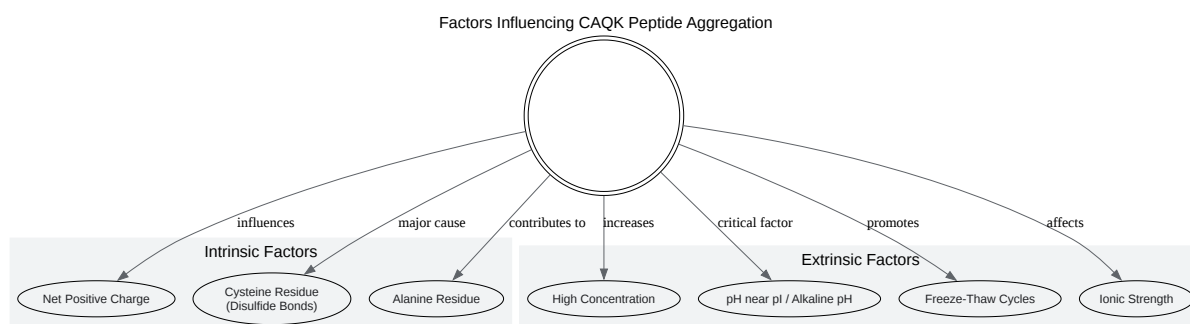 Factors Influencing CAQK Peptide Aggregation
influences
major cause
contributes to
increases
critical factor
promotes
affects
Intrinsic Factors
Extrinsic Factors
Net Positive Charge
Cysteine Residue
(Disulfide Bonds)
Alanine Residue
High Concentration
pH near pI / Alkaline pH
Freeze-Thaw Cycles
Ionic Strength